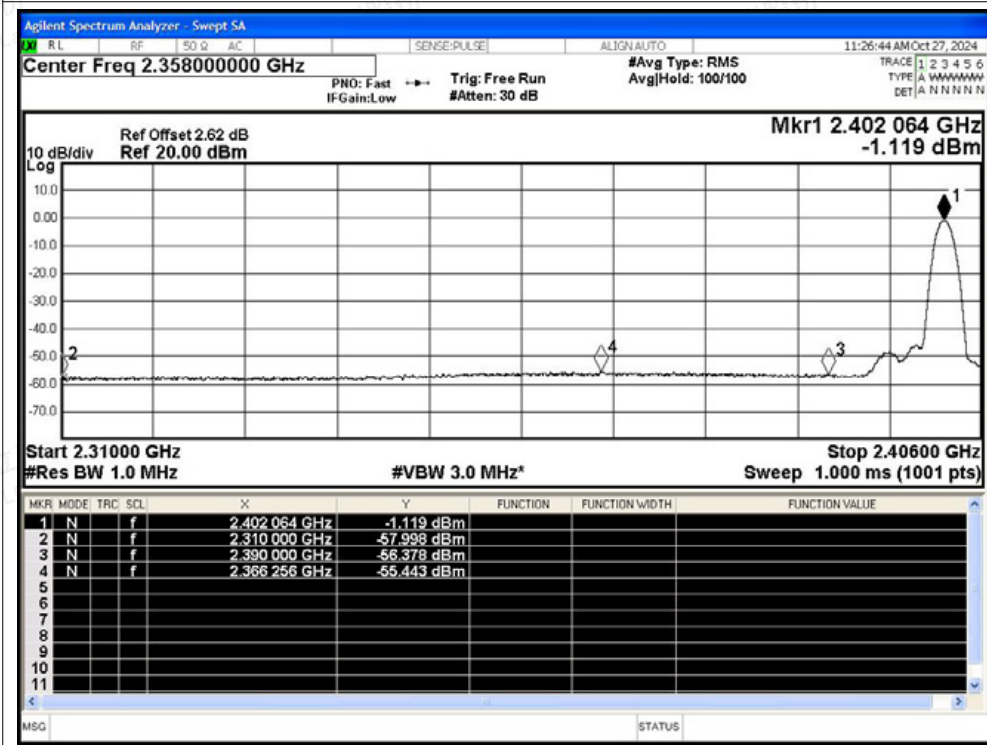 Agilent Spectrum Analyzer - Swept SA
LXI RL RF 50 Ω AC SENSE:PULSE ALIGN AUTO 11:26:44 AM Oct 27, 2024
Center Freq 2.358000000 GHz
PNO: Fast
IFGain:Low
Trig: Free Run
#Atten: 30 dB
#Avg Type: RMS
Avg|Hold: 100/100
TRACE 1 2 3 4 5 6
TYPE A WWWWW
DET A N N N N N
Mkr1 2.402 064 GHz
-1.119 dBm
Ref Offset 2.62 dB
10 dB/div Ref 20.00 dBm
Log
10.0
0.00
-10.0
-20.0
-30.0
-40.0
-50.0
-60.0
-70.0
1
2
4
3
Start 2.31000 GHz Stop 2.40600 GHz
#Res BW 1.0 MHz #VBW 3.0 MHz* Sweep 1.000 ms (1001 pts)
MKR MODE TRC SCL X Y FUNCTION FUNCTION WIDTH FUNCTION VALUE
1 N f 2.402 064 GHz -1.119 dBm
2 N f 2.310 000 GHz -57.998 dBm
3 N f 2.390 000 GHz -56.378 dBm
4 N f 2.366 256 GHz -55.443 dBm
5
6
7
8
9
10
11
MSG STATUS